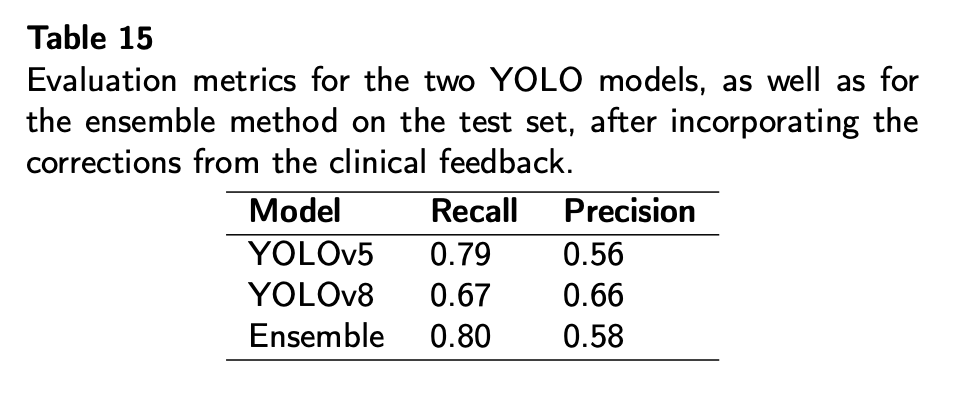 Table 15
Evaluation metrics for the two YOLO models, as well as for
the ensemble method on the test set, after incorporating the
corrections from the clinical feedback.
Model Recall Precision
YOLOv5 0.79 0.56
YOLOv8 0.67 0.66
Ensemble 0.80 0.58